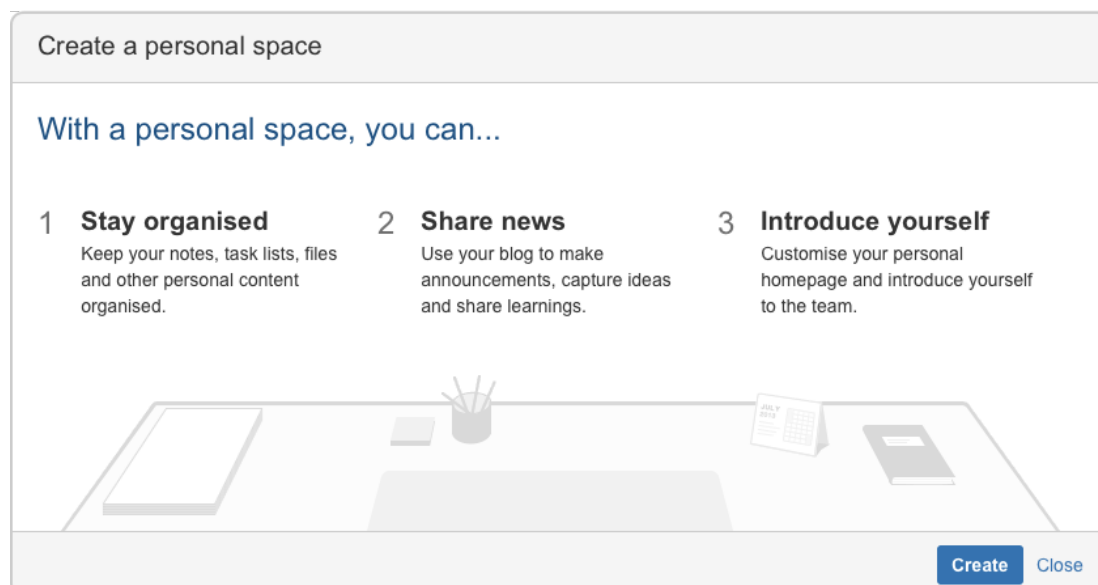 Create a personal space
With a personal space, you can...
1 Stay organised
Keep your notes, task lists, files
and other personal content
organised.
2 Share news
Use your blog to make
announcements, capture ideas
and share learnings.
3 Introduce yourself
Customise your personal
homepage and introduce yourself
to the team.
JULY
2013
Create Close